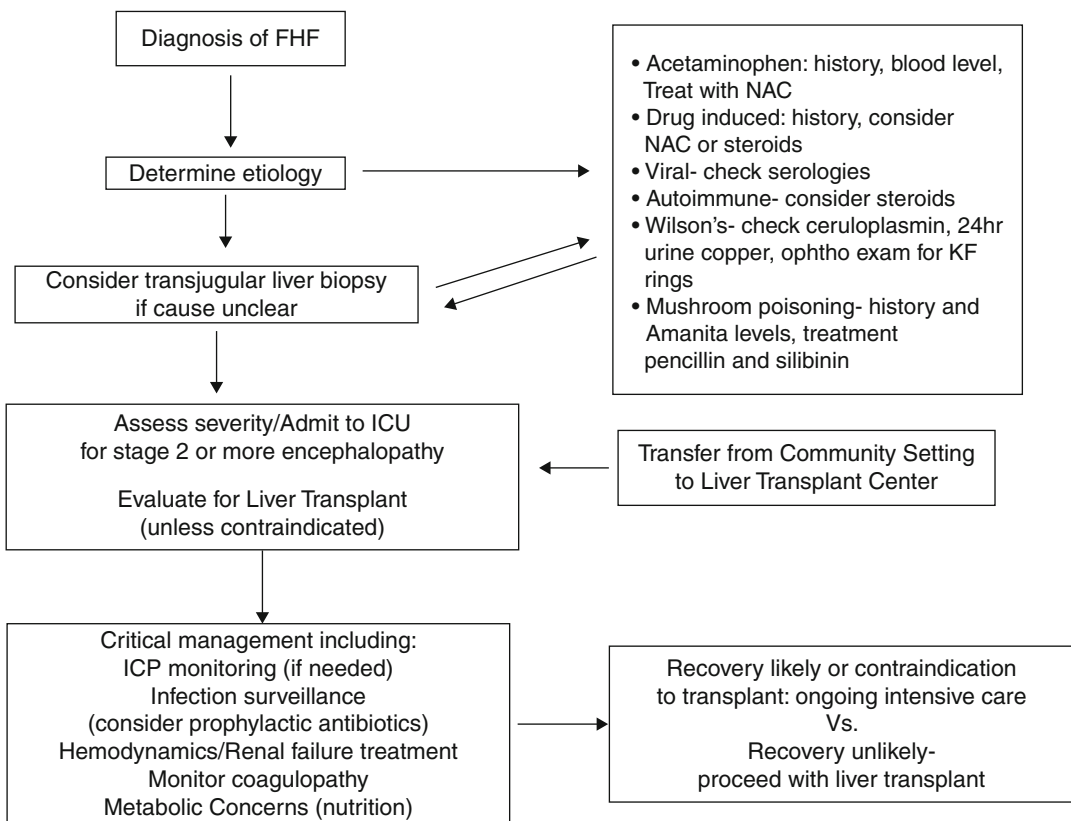 Diagnosis of FHF
Determine etiology
Consider transjugular liver biopsy
if cause unclear
• Acetaminophen: history, blood level,
Treat with NAC
• Drug induced: history, consider
NAC or steroids
• Viral- check serologies
• Autoimmune- consider steroids
• Wilson's- check ceruloplasmin, 24hr
urine copper, ophtho exam for KF
rings
• Mushroom poisoning- history and
Amanita levels, treatment
pencillin and silibinin
Assess severity/Admit to ICU
for stage 2 or more encephalopathy
Evaluate for Liver Transplant
(unless contraindicated)
Transfer from Community Setting
to Liver Transplant Center
Critical management including:
ICP monitoring (if needed)
Infection surveillance
(consider prophylactic antibiotics)
Hemodynamics/Renal failure treatment
Monitor coagulopathy
Metabolic Concerns (nutrition)
Recovery likely or contraindication
to transplant: ongoing intensive care
Vs.
Recovery unlikely-
proceed with liver transplant